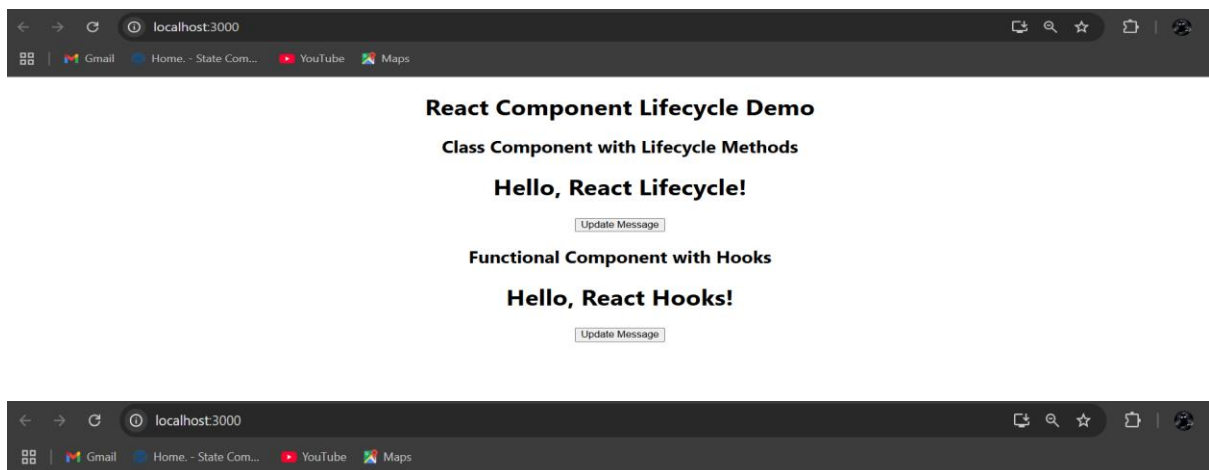 localhost:3000
Gmail Home. - State Com... YouTube Maps
React Component Lifecycle Demo
Class Component with Lifecycle Methods
Hello, React Lifecycle!
Update Message
Functional Component with Hooks
Hello, React Hooks!
Update Message
localhost:3000
Gmail Home. - State Com... YouTube Maps